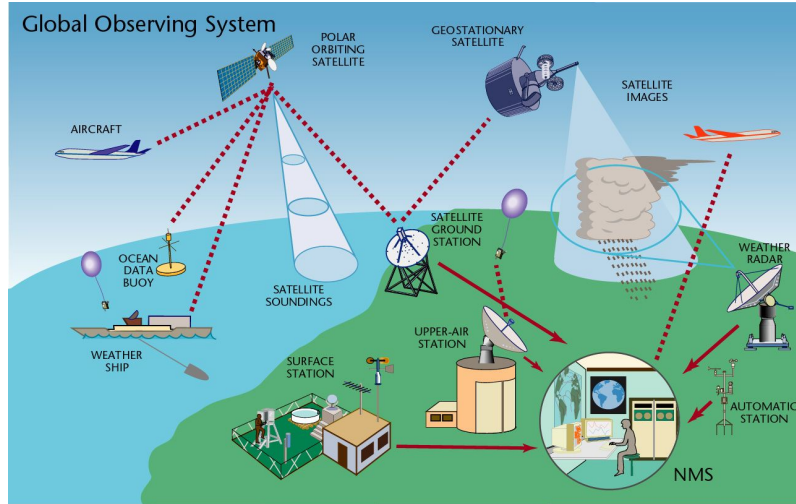 Global Observing System
POLAR
ORBITING
SATELLITE
GEOSTATIONARY
SATELLITE
SATELLITE
IMAGES
AIRCRAFT
OCEAN
DATA
BUOY
SATELLITE
SOUNDINGS
SATELLITE
GROUND
STATION
WEATHER
RADAR
WEATHER
SHIP
UPPER-AIR
STATION
SURFACE
STATION
AUTOMATIC
STATION
NMS